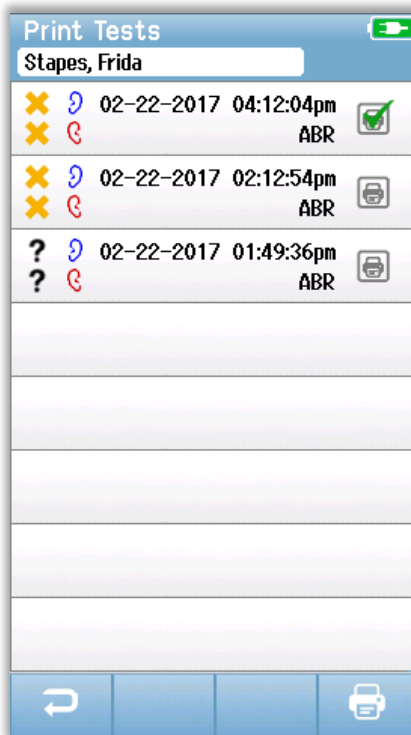 Print Tests
Stapes, Frida
02-22-2017 04:12:04pm
ABR
02-22-2017 02:12:54pm
ABR
? 02-22-2017 01:49:36pm
? ABR